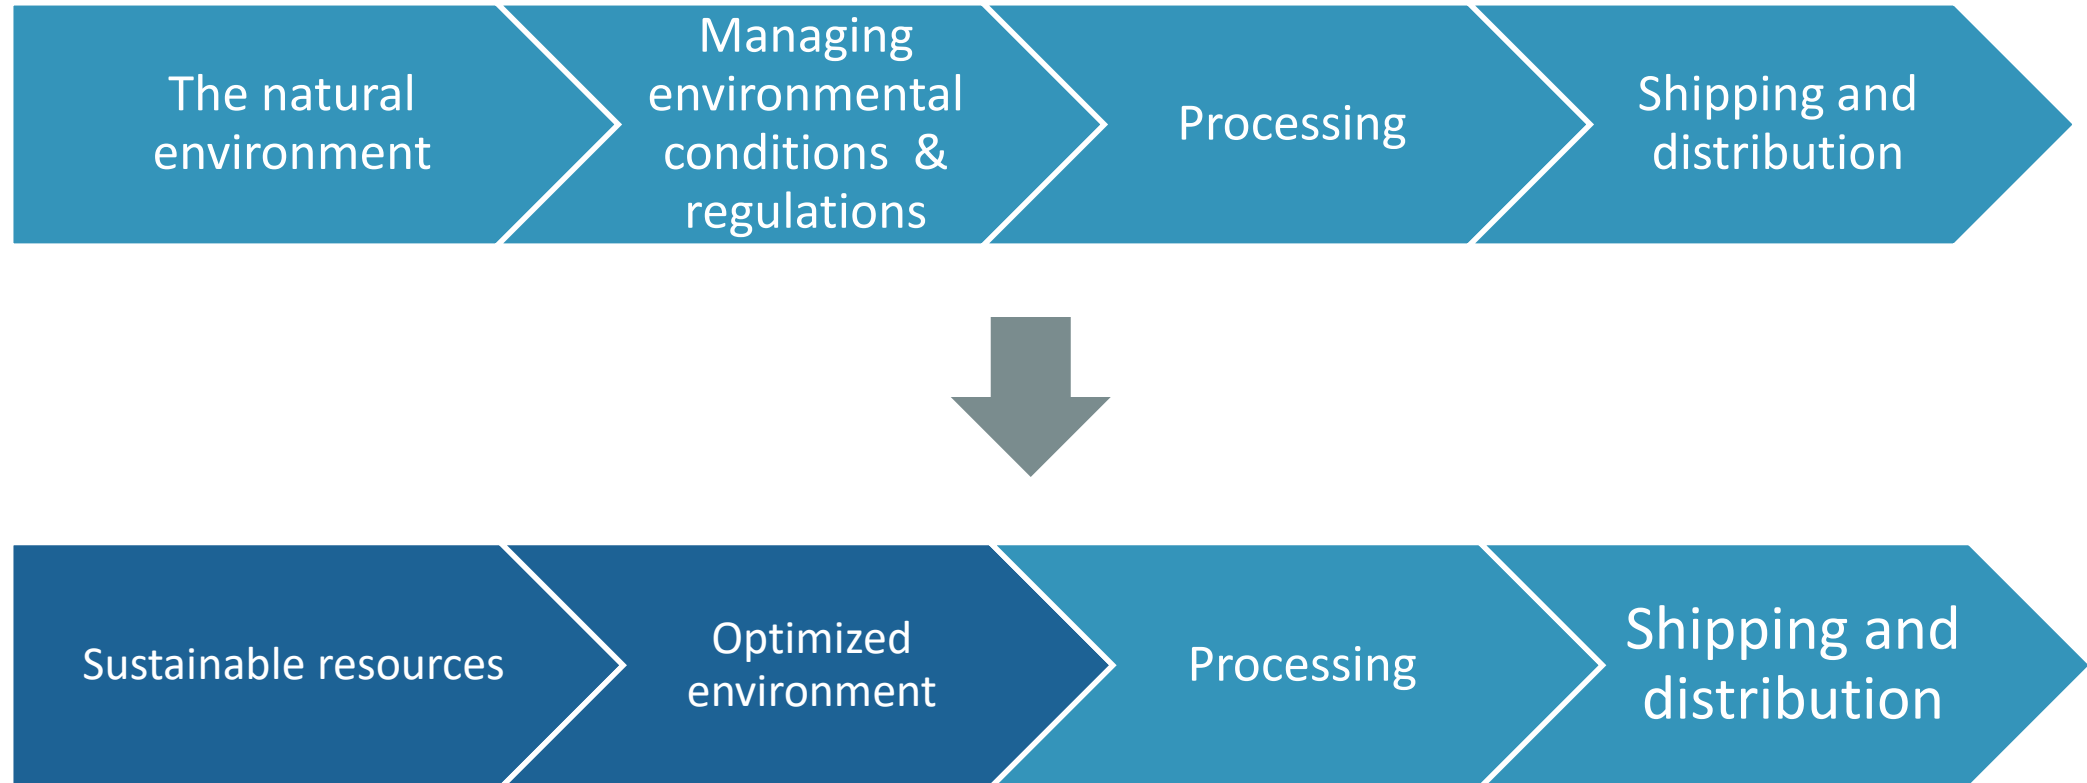 The natural
environment
Managing
environmental
conditions  &
regulations
Processing
Shipping and
distribution
Sustainable resources
Optimized
environment
Processing
Shipping and
distribution